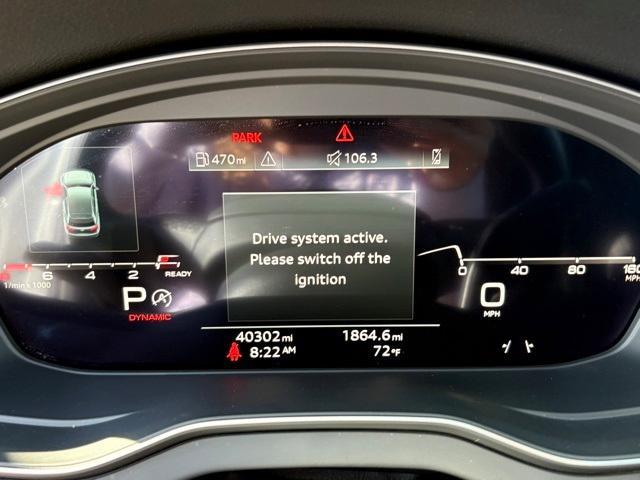 PARK
470mi 106.3
Drive system active.
Please switch off the
ignition
6 4 2 READY
1/min x 1000
0 40 80 160
MPH
P
DYNAMIC
0
MPH
40302mi 1864.6mi
8:22AM 72°F